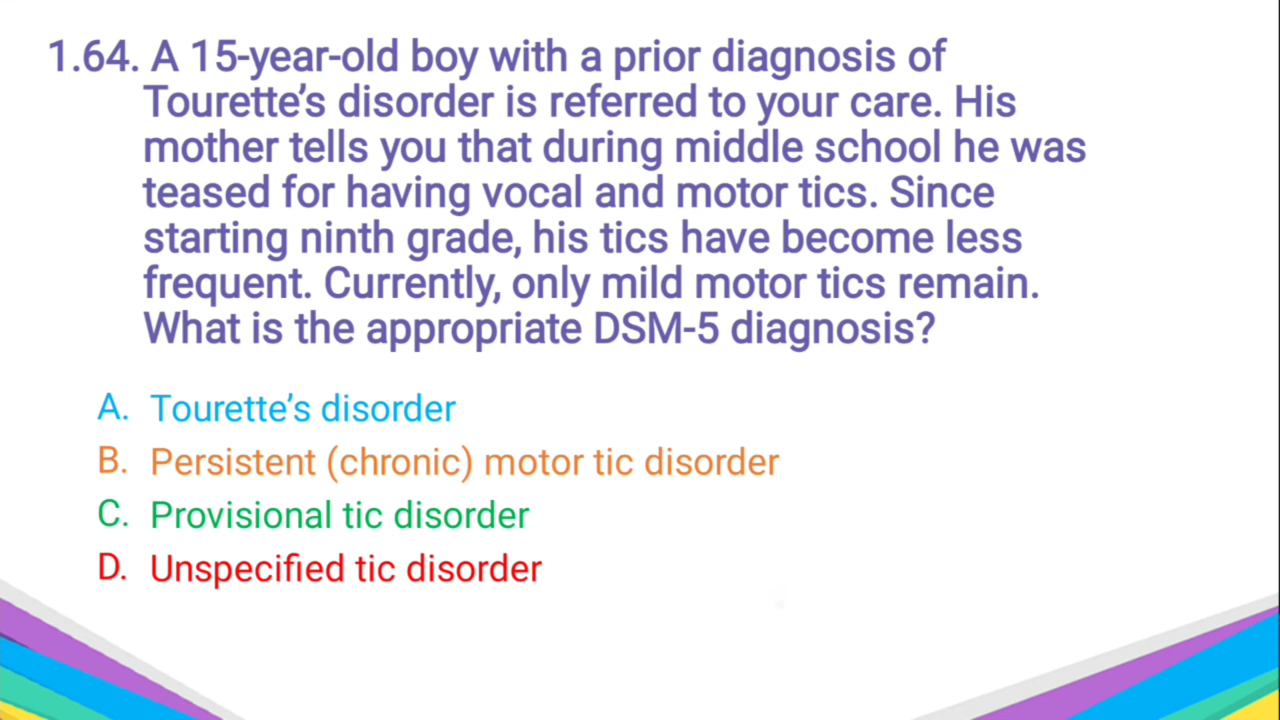 1.64. A 15-year-old boy with a prior diagnosis of
Tourette’s disorder is referred to your care. His
mother tells you that during middle school he was
teased for having vocal and motor tics. Since
starting ninth grade, his tics have become less
frequent. Currently, only mild motor tics remain.
What is the appropriate DSM-5 diagnosis?
A. Tourette’s disorder
B. Persistent (chronic) motor tic disorder
C. Provisional tic disorder
D. Unspecified tic disorder